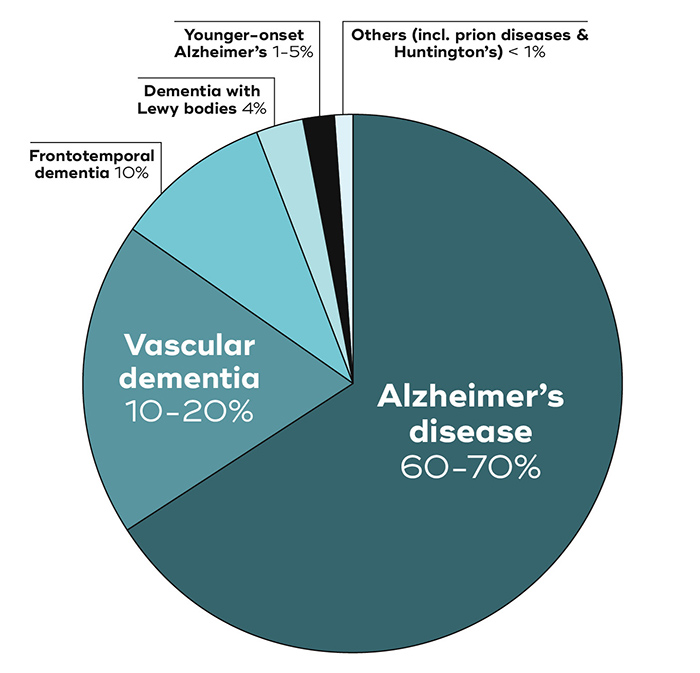 Younger-onset
Alzheimer's 1-5%
Others (incl. prion diseases &
Huntington's) < 1%
Dementia with
Lewy bodies 4%
Frontotemporal
dementia 10%
Vascular
dementia
10-20%
Alzheimer's
disease
60-70%